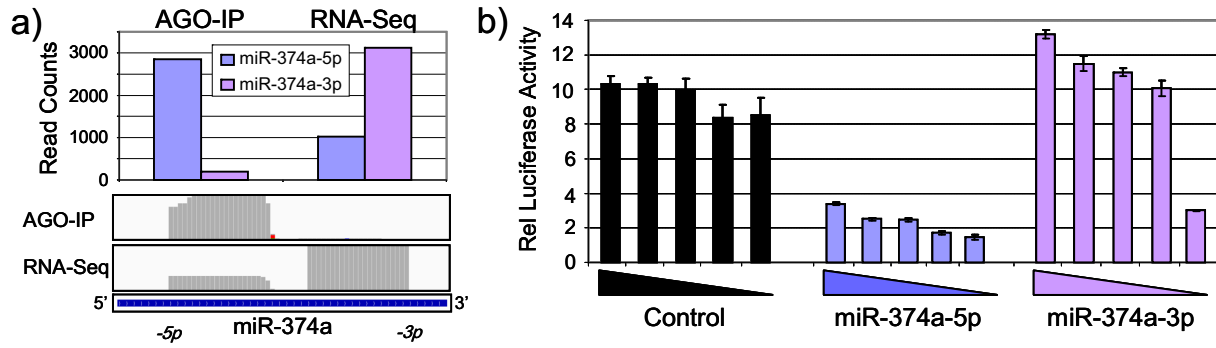 a)
AGO-IP RNA-Seq
Read Counts
3000
2000
1000
0
miR-374a-5p
miR-374a-3p
AGO-IP
RNA-Seq
5' 3'
-5p miR-374a -3p
b)
Rel Luciferase Activity
14
12
10
8
6
4
2
0
Control miR-374a-5p miR-374a-3p